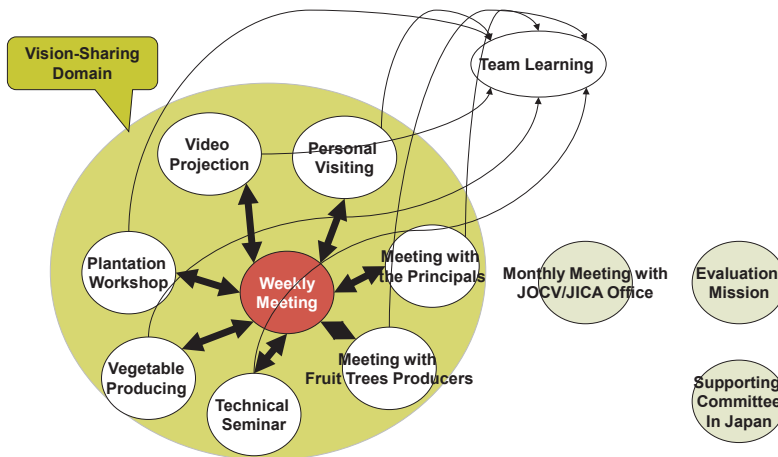 Vision-Sharing
Domain
Team Learning
Video
Projection
Personal
Visiting
Plantation
Workshop
Weekly
Meeting
Meeting with
the Principals
Monthly Meeting with
JOCV/JICA Office
Evaluation
Mission
Vegetable
Producing
Meeting with
Fruit Trees Producers
Technical
Seminar
Supporting
Committee
In Japan